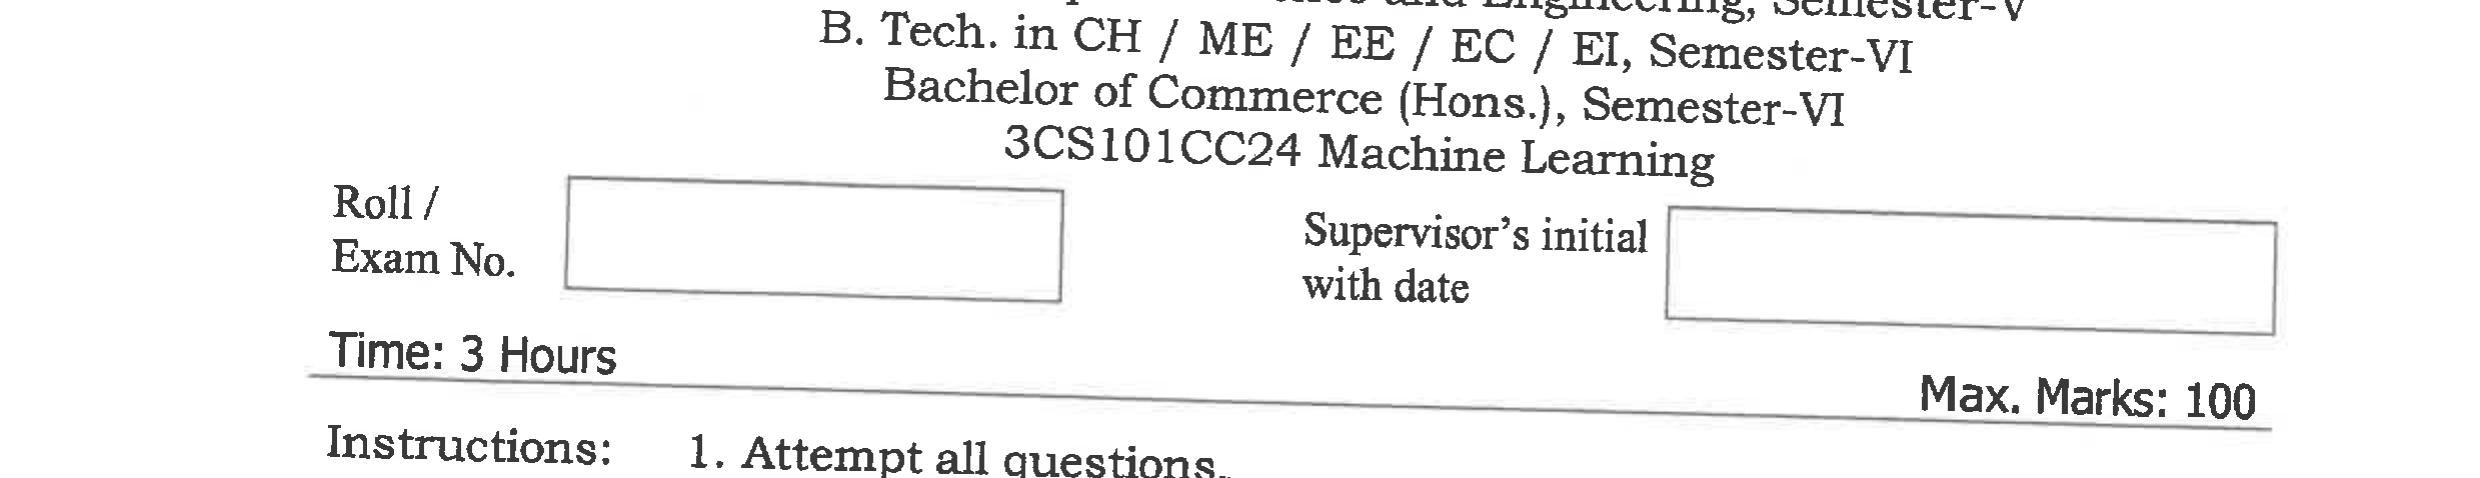 Engineering, Semester-V
B. Tech. in CH / ME / EE / EC / EI, Semester-VI
Bachelor of Commerce (Hons.), Semester-VI
3CS101CC24 Machine Learning
Roll /
Exam No.
Supervisor's initial
with date
Time: 3 Hours
Max. Marks: 100
Instructions: 1. Attempt all questions.